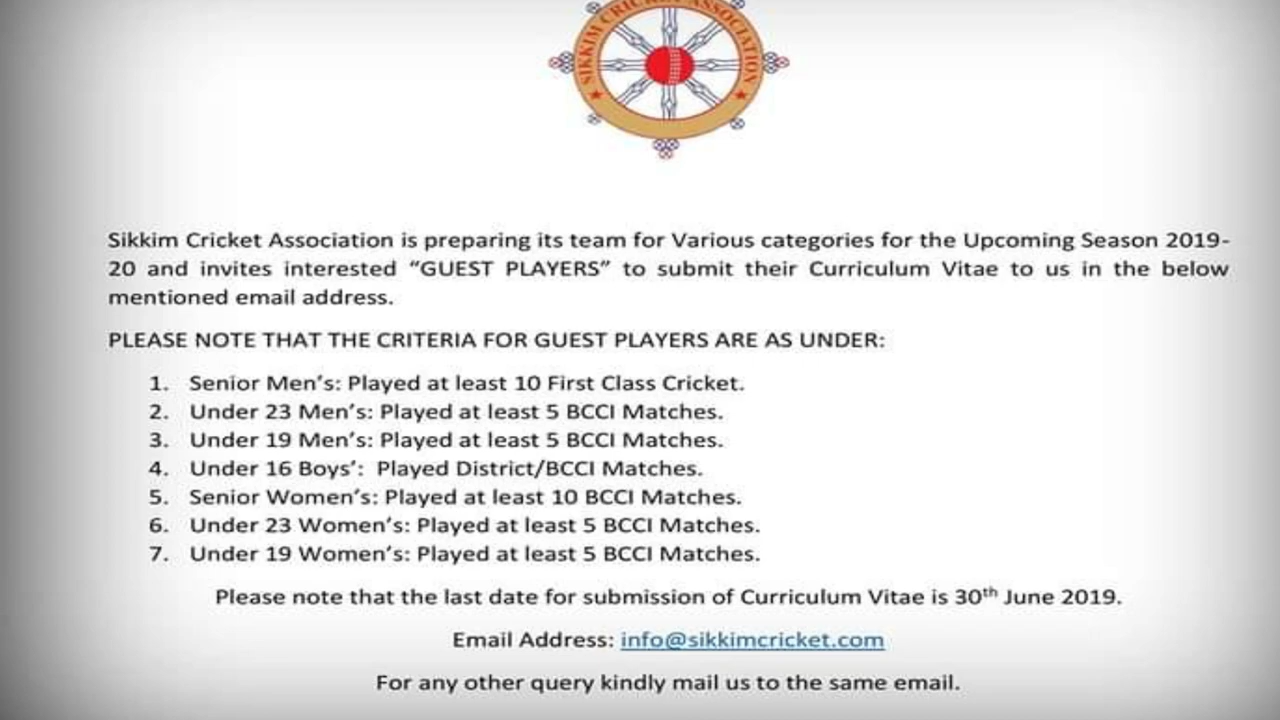 SIKKIM CRICKET ASSOCIATION
Sikkim Cricket Association is preparing its team for Various categories for the Upcoming Season 2019-
20 and invites interested “GUEST PLAYERS” to submit their Curriculum Vitae to us in the below
mentioned email address.
PLEASE NOTE THAT THE CRITERIA FOR GUEST PLAYERS ARE AS UNDER:
1. Senior Men’s: Played at least 10 First Class Cricket.
2. Under 23 Men’s: Played at least 5 BCCI Matches.
3. Under 19 Men’s: Played at least 5 BCCI Matches.
4. Under 16 Boys’: Played District/BCCI Matches.
5. Senior Women’s: Played at least 10 BCCI Matches.
6. Under 23 Women’s: Played at least 5 BCCI Matches.
7. Under 19 Women’s: Played at least 5 BCCI Matches.
Please note that the last date for submission of Curriculum Vitae is 30th June 2019.
Email Address: info@sikkimcricket.com
For any other query kindly mail us to the same email.